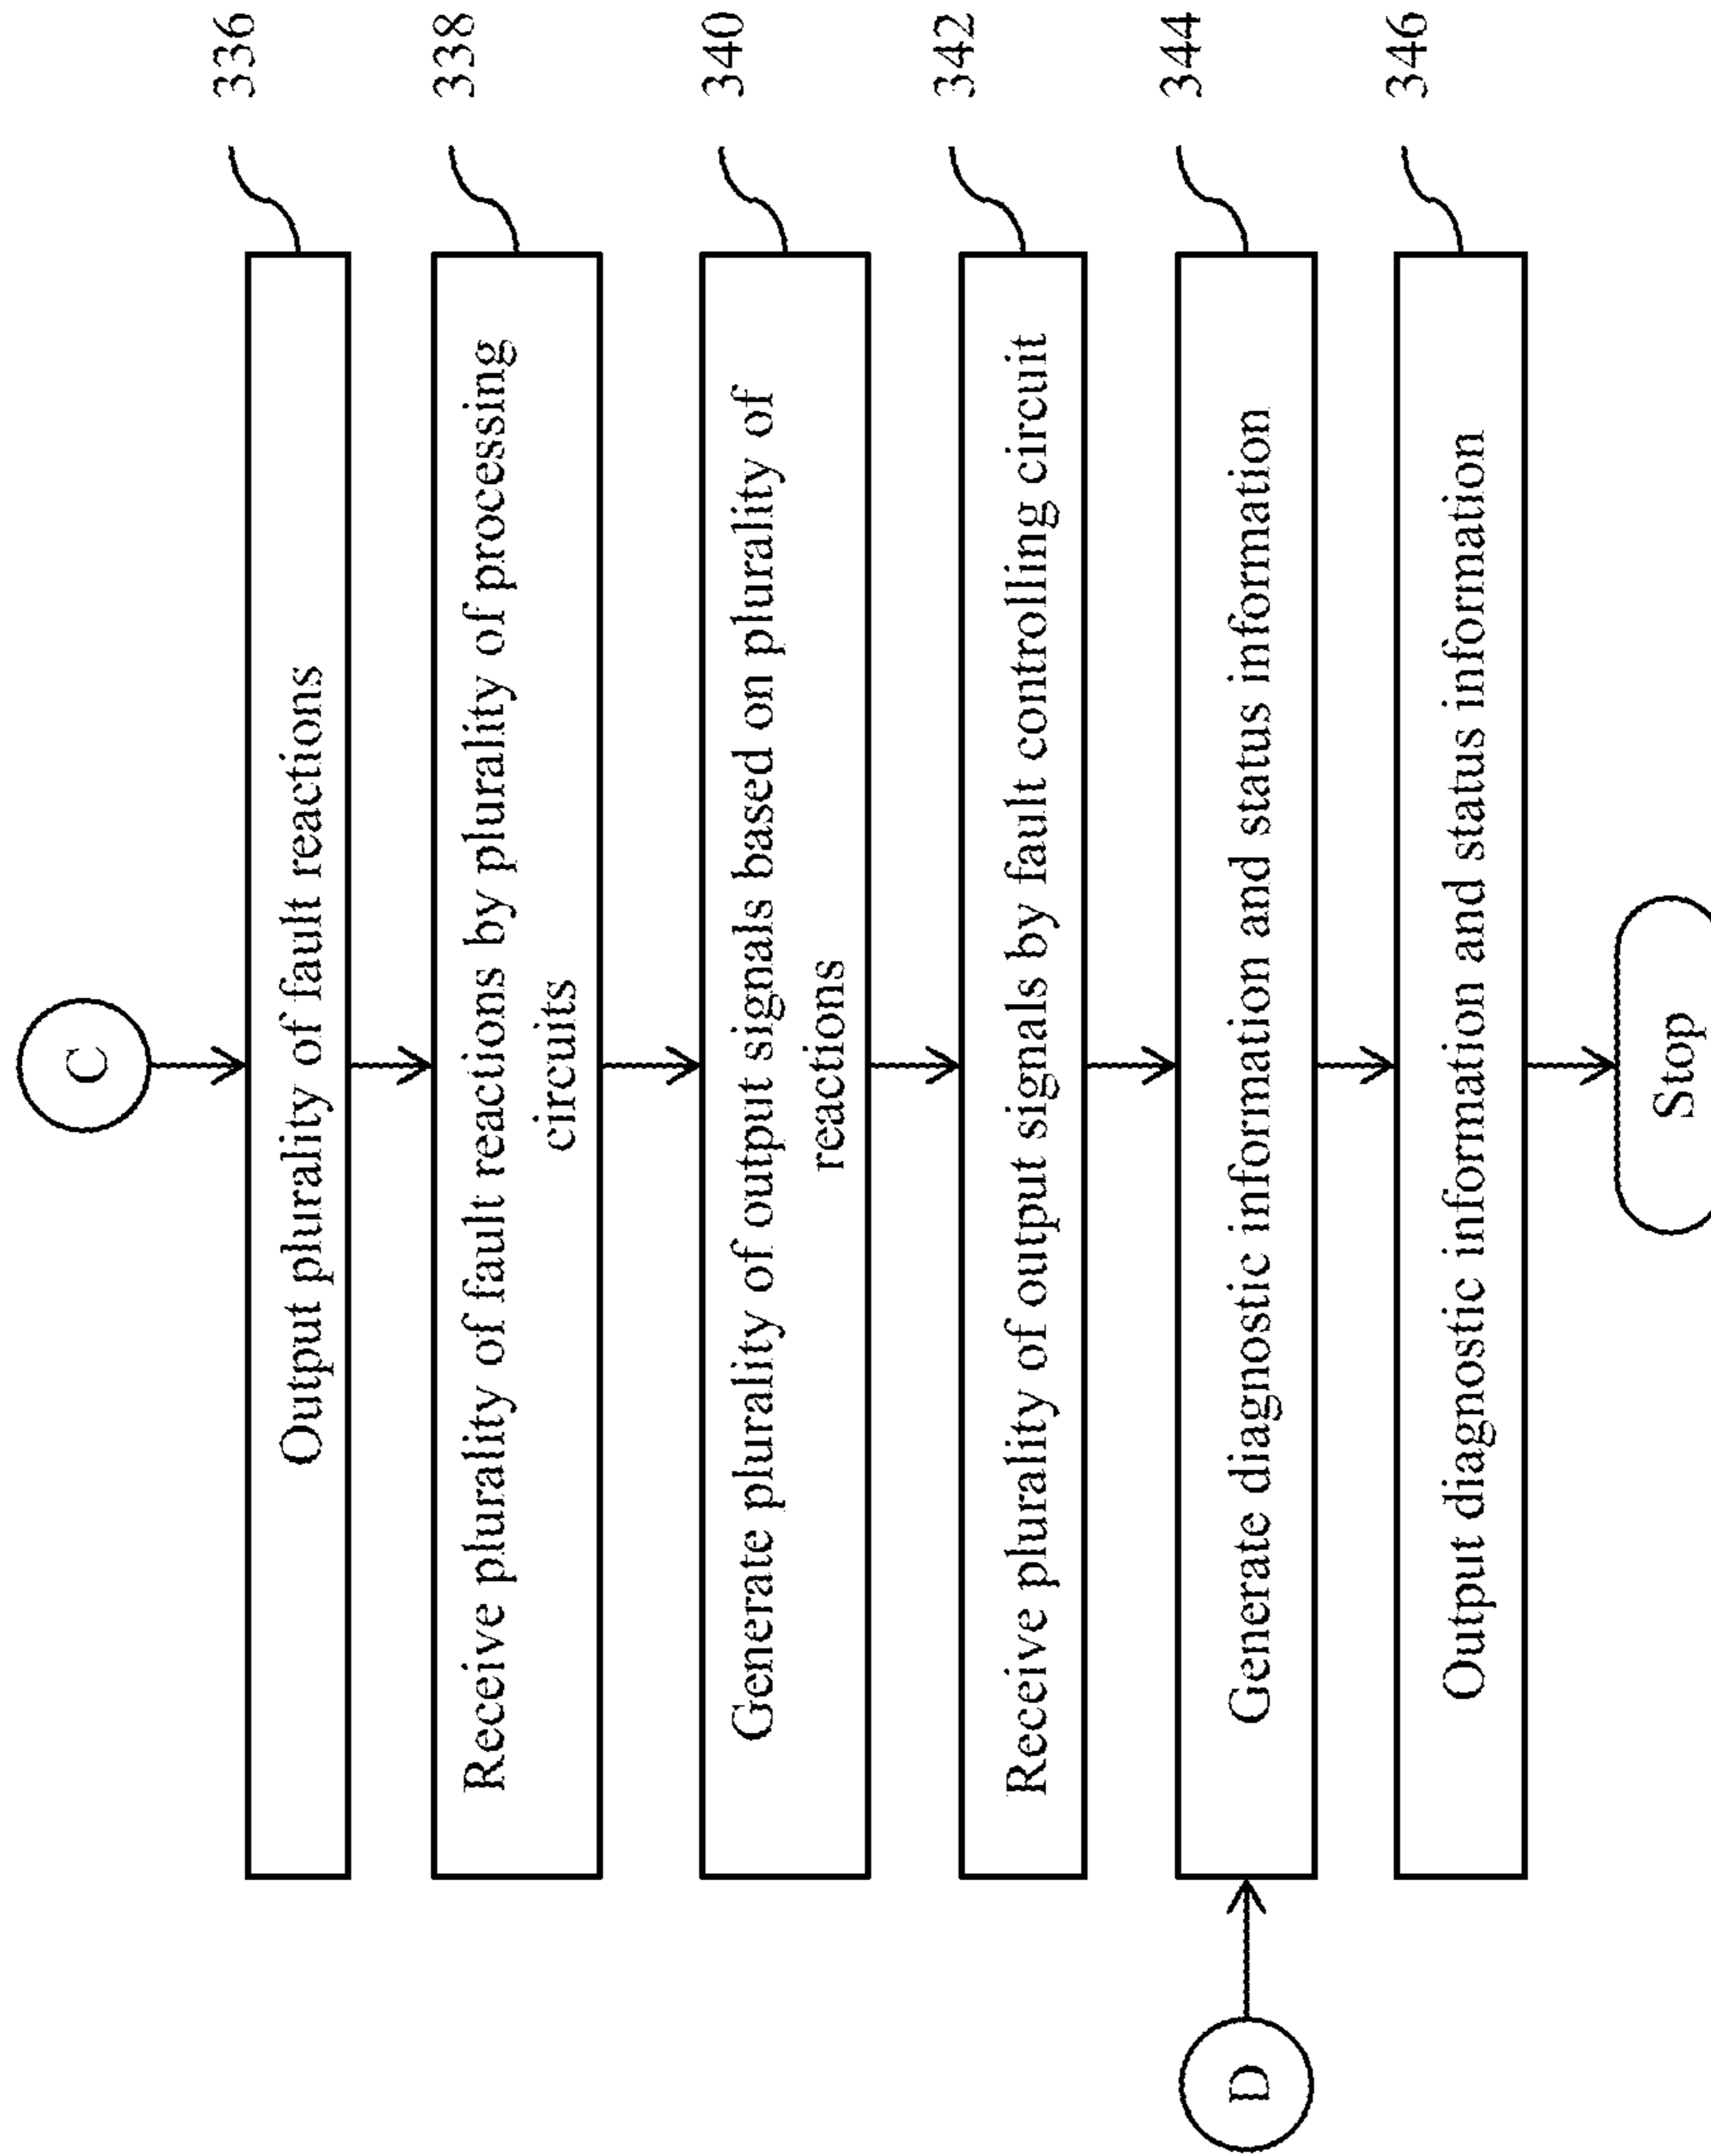 C
Output plurality of fault reactions
336
Receive plurality of fault reactions by plurality of processing
circuits
338
Generate plurality of output signals based on plurality of
reactions
340
Receive plurality of output signals by fault controlling circuit
342
D
Generate diagnostic information and status information
344
Output diagnostic information and status information
346
Stop